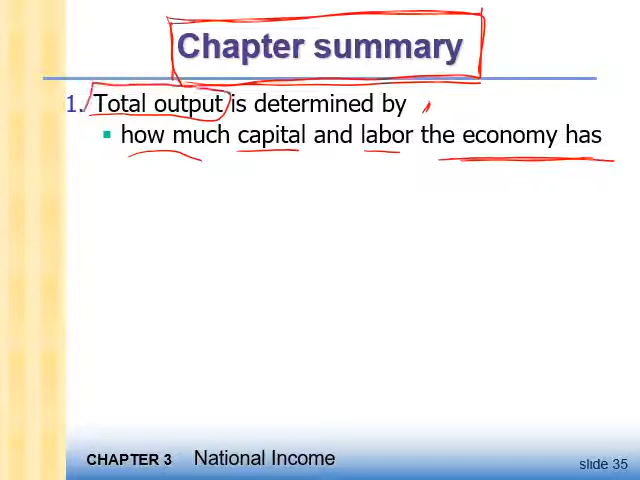 Chapter summary
1. Total output is determined by
how much capital and labor the economy has
CHAPTER 3 National Income
slide 35